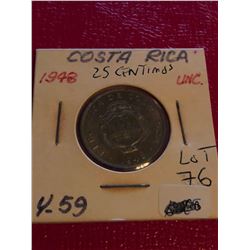 COSTA RICA
25 CENTIMOS
1948
UNC.
LOT
76
Y-59